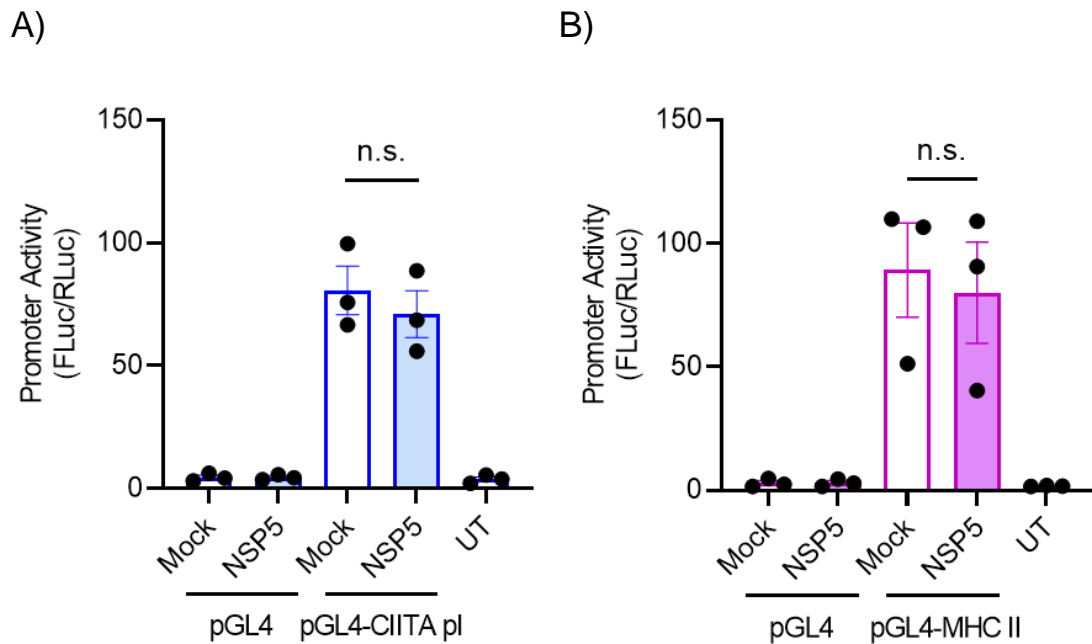 A)
Promoter Activity
(FLuc/RLuc)
150
100
50
0
n.s.
Mock
NSP5
Mock
NSP5
UT
pGL4
pGL4-CIITA pI
B)
Promoter Activity
(FLuc/RLuc)
150
100
50
0
n.s.
Mock
NSP5
Mock
NSP5
UT
pGL4
pGL4-MHC II